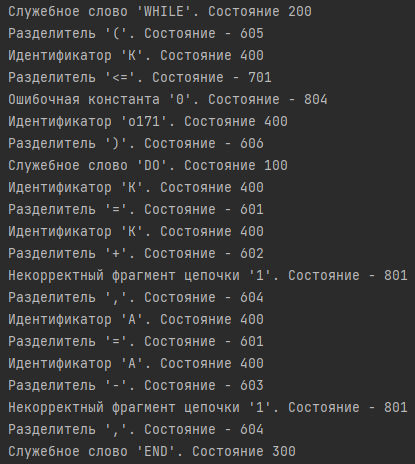 Служебное слово 'WHILE'. Состояние 200
Разделитель '('. Состояние - 605
Идентификатор 'K'. Состояние 400
Разделитель '<='. Состояние - 701
Ошибочная константа '0'. Состояние - 804
Идентификатор 'o171'. Состояние 400
Разделитель ')'. Состояние - 606
Служебное слово 'DO'. Состояние 100
Идентификатор 'K'. Состояние 400
Разделитель '='. Состояние - 601
Идентификатор 'K'. Состояние 400
Разделитель '+'. Состояние - 602
Некорректный фрагмент цепочки '1'. Состояние - 801
Разделитель ','. Состояние - 604
Идентификатор 'A'. Состояние 400
Разделитель '='. Состояние - 601
Идентификатор 'A'. Состояние 400
Разделитель '-'. Состояние - 603
Некорректный фрагмент цепочки '1'. Состояние - 801
Разделитель ','. Состояние - 604
Служебное слово 'END'. Состояние 300